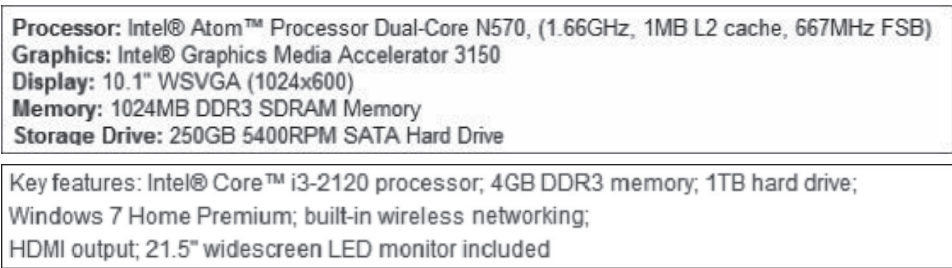 Processor: Intel® Atom™ Processor Dual-Core N570, (1.66GHz, 1MB L2 cache, 667MHz FSB)
Graphics: Intel® Graphics Media Accelerator 3150
Display: 10.1" WSVGA (1024x600)
Memory: 1024MB DDR3 SDRAM Memory
Storage Drive: 250GB 5400RPM SATA Hard Drive
Key features: Intel® Core™ i3-2120 processor; 4GB DDR3 memory; 1TB hard drive;
Windows 7 Home Premium; built-in wireless networking;
HDMI output; 21.5" widescreen LED monitor included